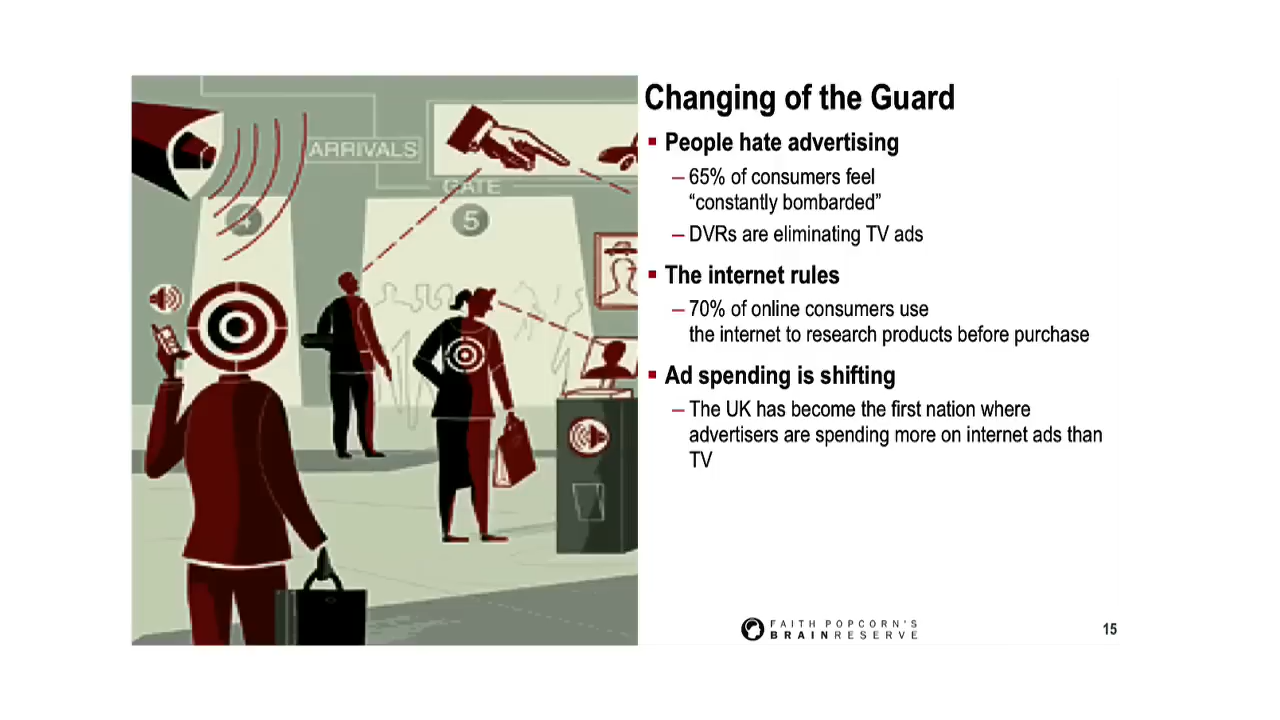 ARRIVALS
GATE
4
5
Changing of the Guard
▪ People hate advertising
– 65% of consumers feel
“constantly bombarded”
– DVRs are eliminating TV ads
▪ The internet rules
– 70% of online consumers use
the internet to research products before purchase
▪ Ad spending is shifting
– The UK has become the first nation where
advertisers are spending more on internet ads than
TV
FAITH POPCORN'S
BRAINRESERVE
15